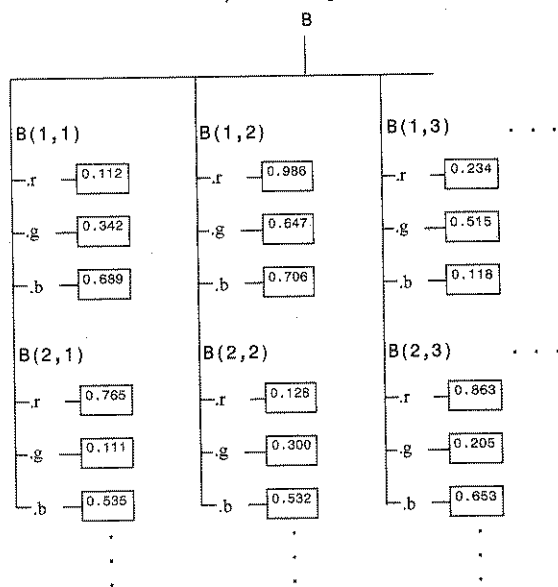 B
B(1,1) B(1,2) B(1,3) . . .
.r 0.112 .r 0.986 .r 0.234
.g 0.342 .g 0.647 .g 0.515
.b 0.689 .b 0.706 .b 0.118
B(2,1) B(2,2) B(2,3) . . .
.r 0.765 .r 0.128 .r 0.863
.g 0.111 .g 0.300 .g 0.205
.b 0.535 .b 0.532 .b 0.653